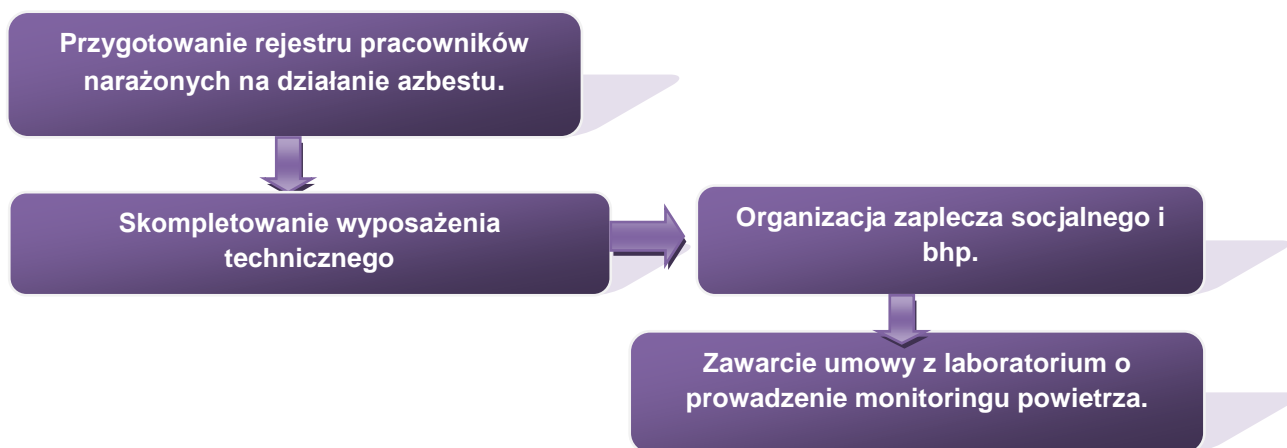 Przygotowanie rejestru pracowników
narażonych na działanie azbestu.
Skompletowanie wyposażenia
technicznego
Organizacja zaplecza socjalnego i
bhp.
Zawarcie umowy z laboratorium o
prowadzenie monitoringu powietrza.